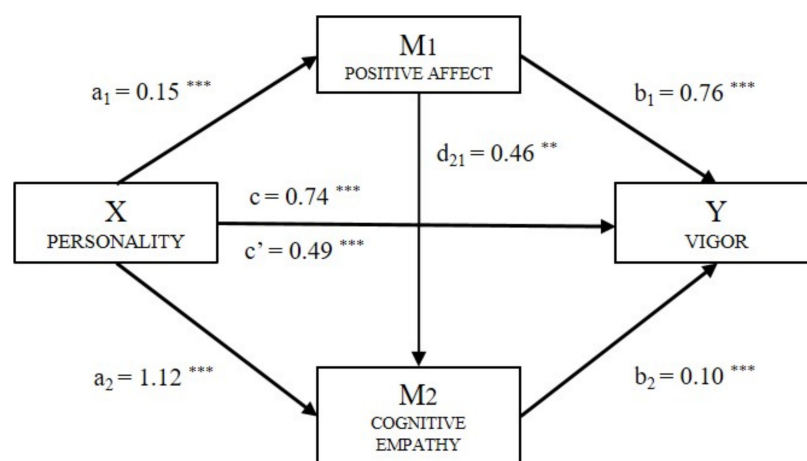 M1
POSITIVE AFFECT
a1 = 0.15 ***
b1 = 0.76 ***
d21 = 0.46 **
X
PERSONALITY
c = 0.74 ***
c’ = 0.49 ***
Y
VIGOR
a2 = 1.12 ***
b2 = 0.10 ***
M2
COGNITIVE
EMPATHY